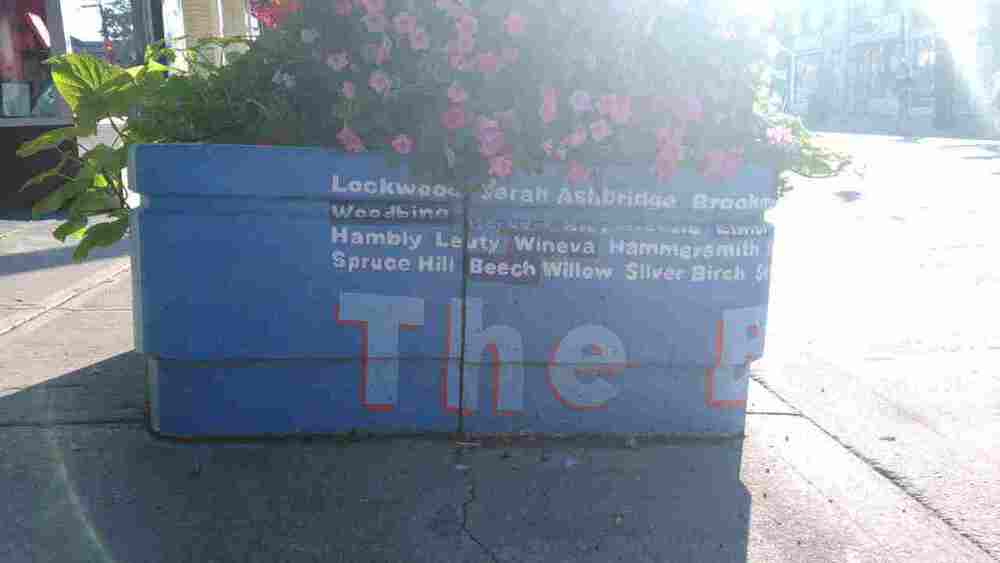 Lockwood Sarah Ashbridge Brookm
Woodbine
Hambly Leuty Wineva Hammersmith
Spruce Hill Beech Willow Silver Birch
The B